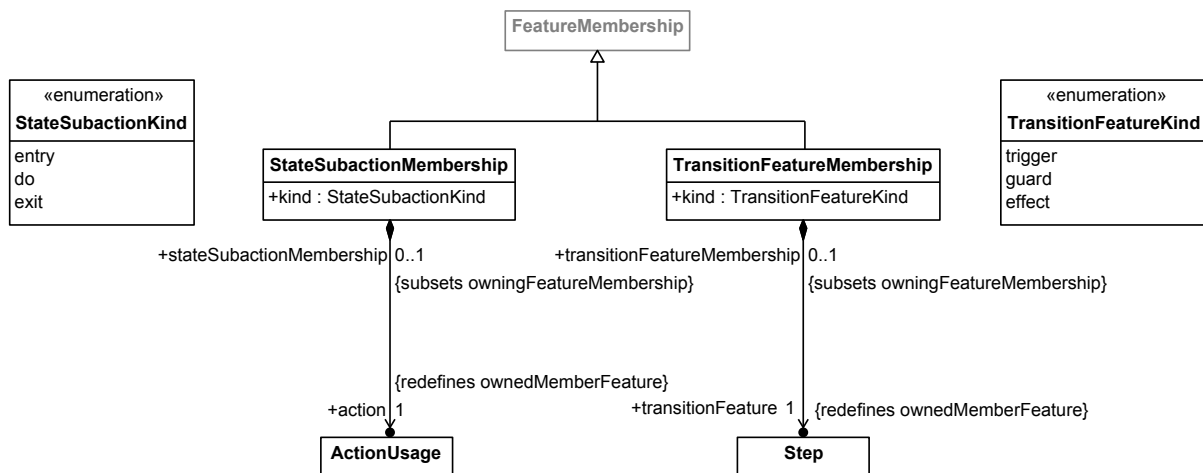 FeatureMembership
«enumeration»
StateSubactionKind
entry
do
exit
«enumeration»
TransitionFeatureKind
trigger
guard
effect
StateSubactionMembership
+kind : StateSubactionKind
TransitionFeatureMembership
+kind : TransitionFeatureKind
+stateSubactionMembership 0..1
{subsets owningFeatureMembership}
+transitionFeatureMembership 0..1
{subsets owningFeatureMembership}
{redefines ownedMemberFeature}
+action 1
+transitionFeature 1 {redefines ownedMemberFeature}
ActionUsage
Step